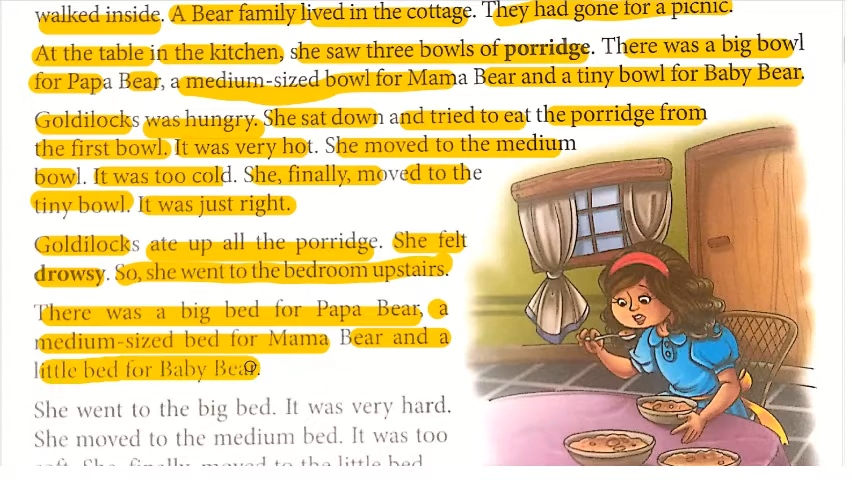 walked inside. A Bear family lived in the cottage. They had gone for a picnic.
At the table in the kitchen, she saw three bowls of porridge. There was a big bowl
for Papa Bear, a medium-sized bowl for Mama Bear and a tiny bowl for Baby Bear.
Goldilocks was hungry. She sat down and tried to eat the porridge from
the first bowl. It was very hot. She moved to the medium
bowl. It was too cold. She, finally, moved to the
tiny bowl. It was just right.
Goldilocks ate up all the porridge. She felt
drowsy. So, she went to the bedroom upstairs.
There was a big bed for Papa Bear, a
medium-sized bed for Mama Bear and a
little bed for Baby Bear.
She went to the big bed. It was very hard.
She moved to the medium bed. It was too
soft. She, finally, moved to the little bed